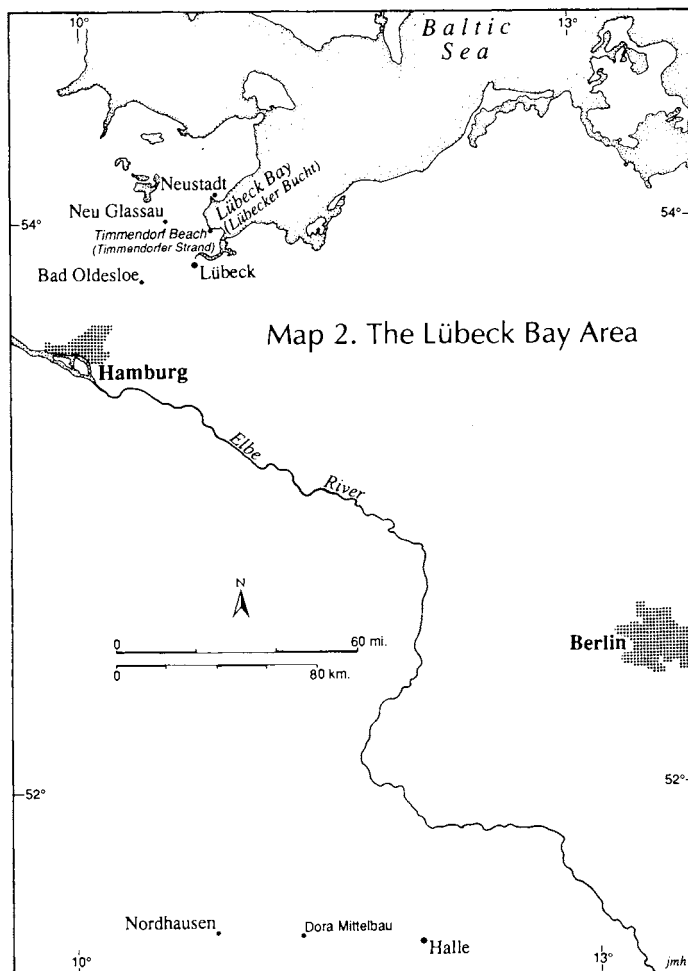 10°
13°
Baltic
Sea
Neustadt
Lübeck Bay
(Lübecker Bucht)
Neu Glassau
54°
54°
Timmendorf Beach
(Timmendorfer Strand)
Lübeck
Bad Oldesloe
Map 2. The Lübeck Bay Area
Hamburg
Elbe
River
N
0
60 mi.
0
80 km.
Berlin
52°
52°
Nordhausen
Dora Mittelbau
Halle
10°
13°
jmh